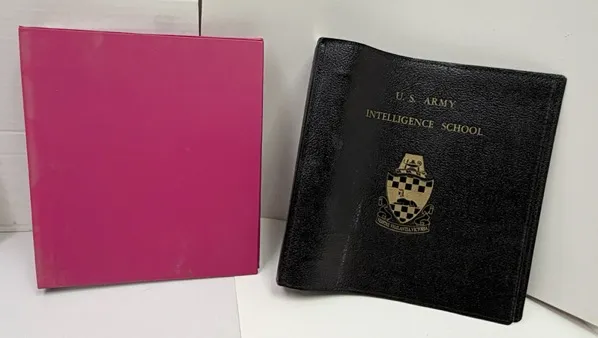 U. S. ARMY
INTELLIGENCE SCHOOL